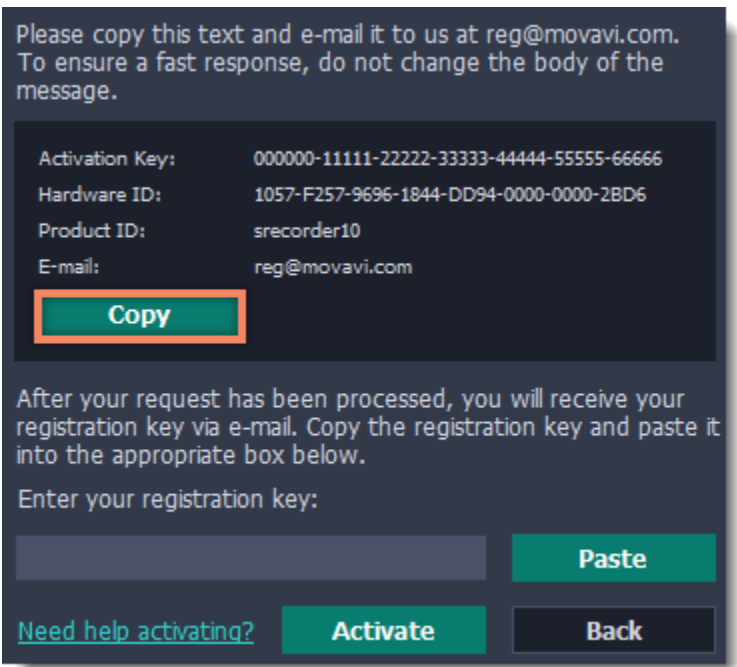 Please copy this text and e-mail it to us at reg@movavi.com.
To ensure a fast response, do not change the body of the
message.
Activation Key: 000000-11111-22222-33333-44444-55555-66666
Hardware ID: 1057-F257-9696-1844-DD94-0000-0000-2BD6
Product ID: srecorder10
E-mail: reg@movavi.com
Copy
After your request has been processed, you will receive your
registration key via e-mail. Copy the registration key and paste it
into the appropriate box below.
Enter your registration key:
Paste
Need help activating? Activate Back